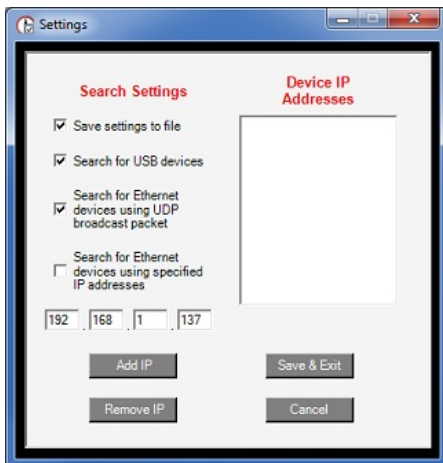 Settings
Search Settings
Save settings to file
Search for USB devices
Search for Ethernet
devices using UDP
broadcast packet
Search for Ethernet
devices using specified
IP addresses
192 . 168 . 1 . 137
Add IP
Remove IP
Device IP
Addresses
Save & Exit
Cancel